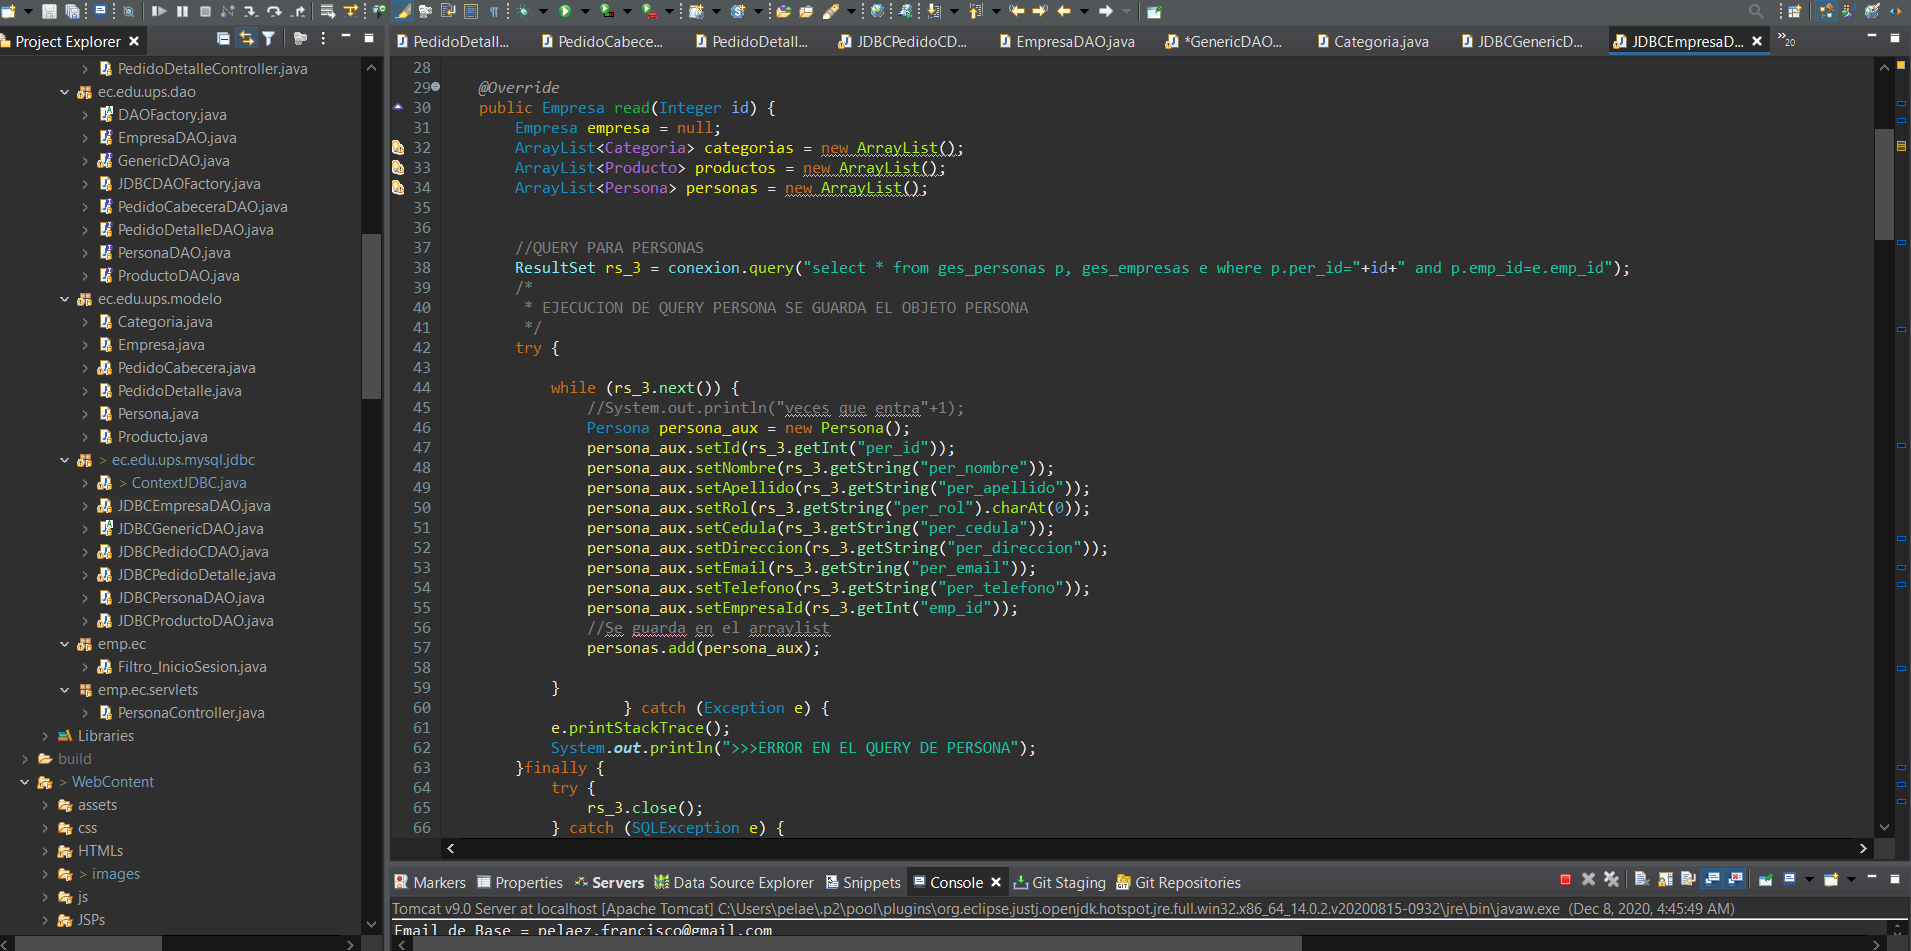 Project Explorer
PedidoDetall...
PedidoCabece...
PedidoDetall...
JDBCPedidoCD...
EmpresaDAO.java
*GenericDAO...
Categoria.java
JDBCGenericD...
JDBCEmpresaD...
20
PedidoDetalleController.java
ec.edu.ups.dao
DAOFactory.java
EmpresaDAO.java
GenericDAO.java
JDBCDAOFactory.java
PedidoCabeceraDAO.java
PedidoDetalleDAO.java
PersonaDAO.java
ProductoDAO.java
ec.edu.ups.modelo
Categoria.java
Empresa.java
PedidoCabecera.java
PedidoDetalle.java
Persona.java
Producto.java
> ec.edu.ups.mysql.jdbc
> ContextJDBC.java
JDBCEmpresaDAO.java
JDBCGenericDAO.java
JDBCPedidoCDAO.java
JDBCPedidoDetalle.java
JDBCPersonaDAO.java
JDBCProductoDAO.java
emp.ec
Filtro_InicioSesion.java
emp.ec.servlets
PersonaController.java
Libraries
build
> WebContent
assets
css
HTMLs
> images
js
JSPs
28
29 @Override
30 public Empresa read(Integer id) {
31 Empresa empresa = null;
32 ArrayList<Categoria> categorias = new ArrayList();
33 ArrayList<Producto> productos = new ArrayList();
34 ArrayList<Persona> personas = new ArrayList();
35
36
37 //QUERY PARA PERSONAS
38 ResultSet rs_3 = conexion.query("select * from ges_personas p, ges_empresas e where p.per_id="+id+" and p.emp_id=e.emp_id");
39 /*
40 * EJECUCION DE QUERY PERSONA SE GUARDA EL OBJETO PERSONA
41 */
42 try {
43
44 while (rs_3.next()) {
45 //System.out.println("veces que entra"+1);
46 Persona persona_aux = new Persona();
47 persona_aux.setId(rs_3.getInt("per_id"));
48 persona_aux.setNombre(rs_3.getString("per_nombre"));
49 persona_aux.setApellido(rs_3.getString("per_apellido"));
50 persona_aux.setRol(rs_3.getString("per_rol").charAt(0));
51 persona_aux.setCedula(rs_3.getString("per_cedula"));
52 persona_aux.setDireccion(rs_3.getString("per_direccion"));
53 persona_aux.setEmail(rs_3.getString("per_email"));
54 persona_aux.setTelefono(rs_3.getString("per_telefono"));
55 persona_aux.setEmpresaId(rs_3.getInt("emp_id"));
56 //Se guarda en el arraylist
57 personas.add(persona_aux);
58
59 }
60 } catch (Exception e) {
61 e.printStackTrace();
62 System.out.println(">>>ERROR EN EL QUERY DE PERSONA");
63 }finally {
64 try {
65 rs_3.close();
66 } catch (SQLException e) {
Markers
Properties
Servers
Data Source Explorer
Snippets
Console
Git Staging
Git Repositories
Tomcat v9.0 Server at localhost [Apache Tomcat] C:\Users\pelae\.p2\pool\plugins\org.eclipse.justj.openjdk.hotspot.jre.full.win32.x86_64_14.0.2.v20200815-0932\jre\bin\javaw.exe (Dec 8, 2020, 4:45:49 AM)
Email de Base = pelaez.francisco@gmail.com